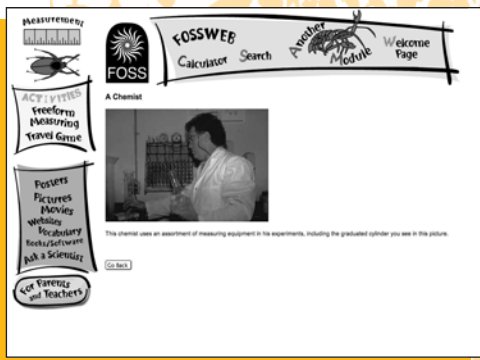 Measurement
ACTIVITIES
Freeform
Measuring
Travel Game
Posters
Pictures
Movies
Websites
Vocabulary
Books/Software
Ask a Scientist
For Parents
and Teachers
FOSS
FOSSWEB
Calculator
Search
Another
Module
Welcome
Page
A Chemist
This chemist uses an assortment of measuring equipment in his experiments, including the graduated cylinder you see in this picture.
Go Back